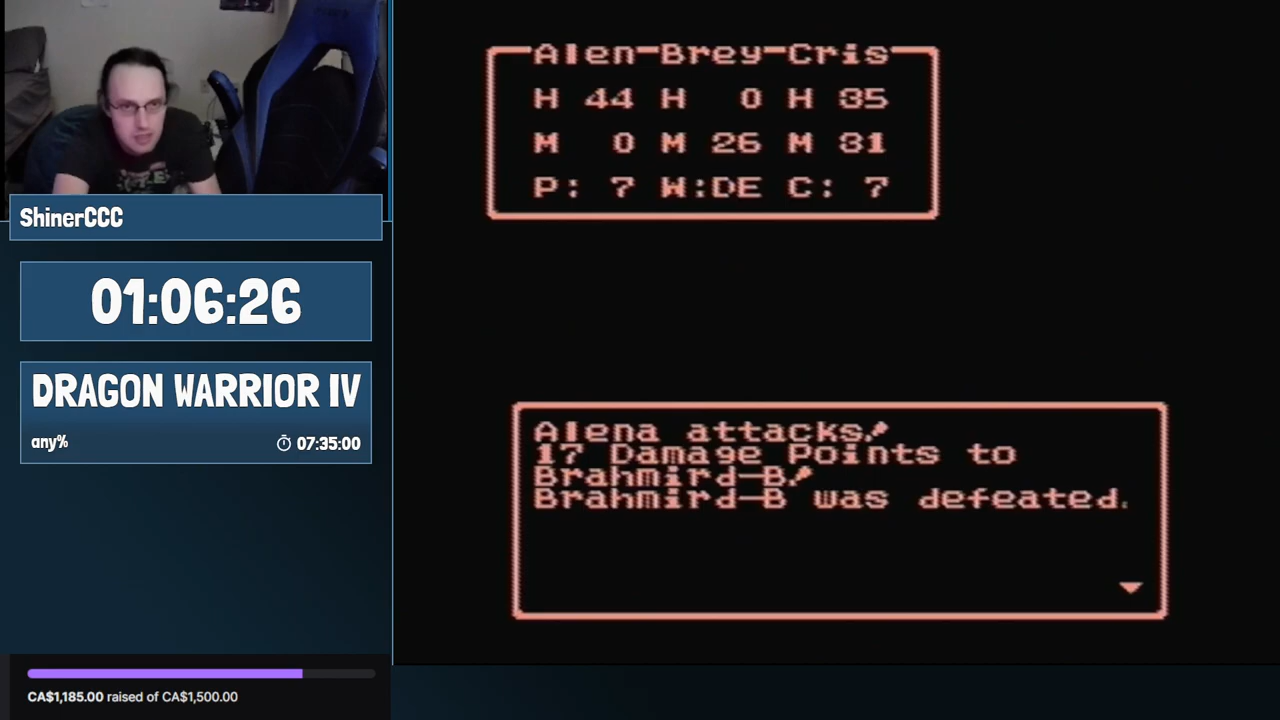 ShinerCCC
01:06:26
DRAGON WARRIOR IV
any%
07:35:00
CA$1,185.00 raised of CA$1,500.00
Alen Brey Cris
H 44 H 0 H 35
M 0 M 26 M 31
P: 7 W:DE C: 7
Alena attacks!
17 Damage Points to
Brahmird-B!
Brahmird-B was defeated.